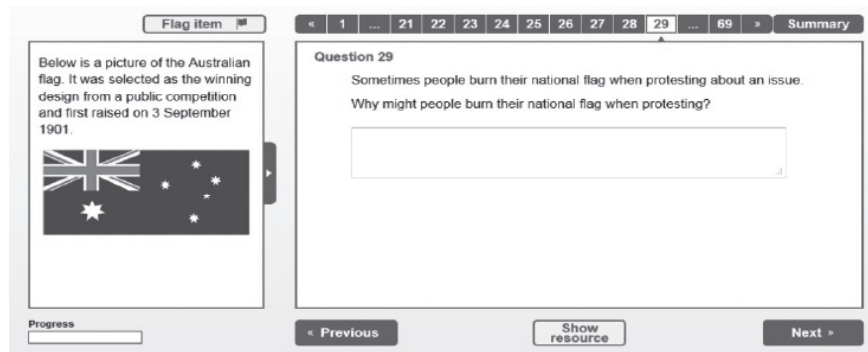 Flag item
« 1 ... 21 22 23 24 25 26 27 28 29 ... 69 » Summary
Below is a picture of the Australian
flag. It was selected as the winning
design from a public competition
and first raised on 3 September
1901.
Question 29
Sometimes people burn their national flag when protesting about an issue.
Why might people burn their national flag when protesting?
Progress
« Previous
Show
resource
Next »